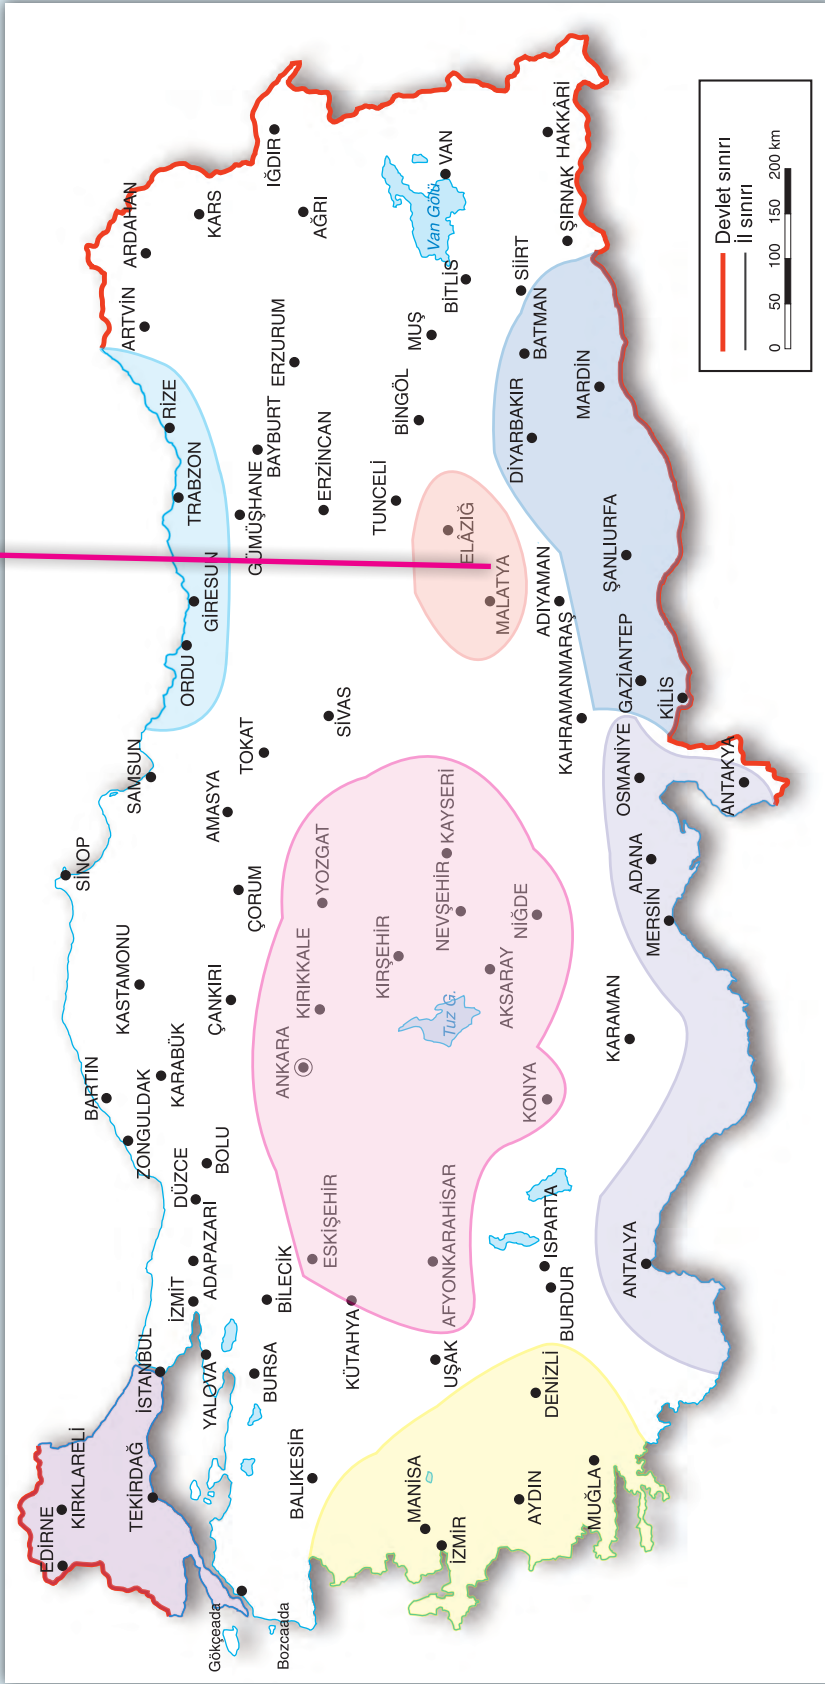 EDİRNE
KIRKLARELİ
TEKİRDAĞ
İSTANBUL
Gökçeada
Bozcaada
YALOVA
İZMİT
ADAPAZARI
DÜZCE
BOLU
ZONGULDAK
BARTIN
KARABÜK
KASTAMONU
ÇANKIRI
SİNOP
ÇORUM
SAMSUN
AMASYA
TOKAT
ORDU
GİRESUN
TRABZON
RİZE
ARTVİN
ARDAHAN
KARS
IĞDIR
AĞRI
GÜMÜŞHANE
BAYBURT
ERZURUM
ERZİNCAN
SİVAS
BALIKESİR
BURSA
BİLECİK
KÜTAHYA
ESKİŞEHİR
ANKARA
KIRIKKALE
YOZGAT
KIRŞEHİR
NEVŞEHİR
KAYSERİ
Tuz G.
AKSARAY
NİĞDE
KONYA
AFYONKARAHİSAR
UŞAK
MANİSA
İZMİR
AYDIN
DENİZLİ
MUĞLA
BURDUR
ISPARTA
ANTALYA
KARAMAN
MERSİN
ADANA
OSMANİYE
ANTAKYA
TUNCELİ
BİNGÖL
MUŞ
BİTLİS
Van Gölü
VAN
ELÂZIĞ
MALATYA
ADIYAMAN
KAHRAMANMARAŞ
GAZİANTEP
KİLİS
ŞANLIURFA
DİYARBAKIR
BATMAN
MARDİN
SİİRT
ŞIRNAK
HAKKÂRİ
Devlet sınırı
İl sınırı
0 50 100 150 200 km